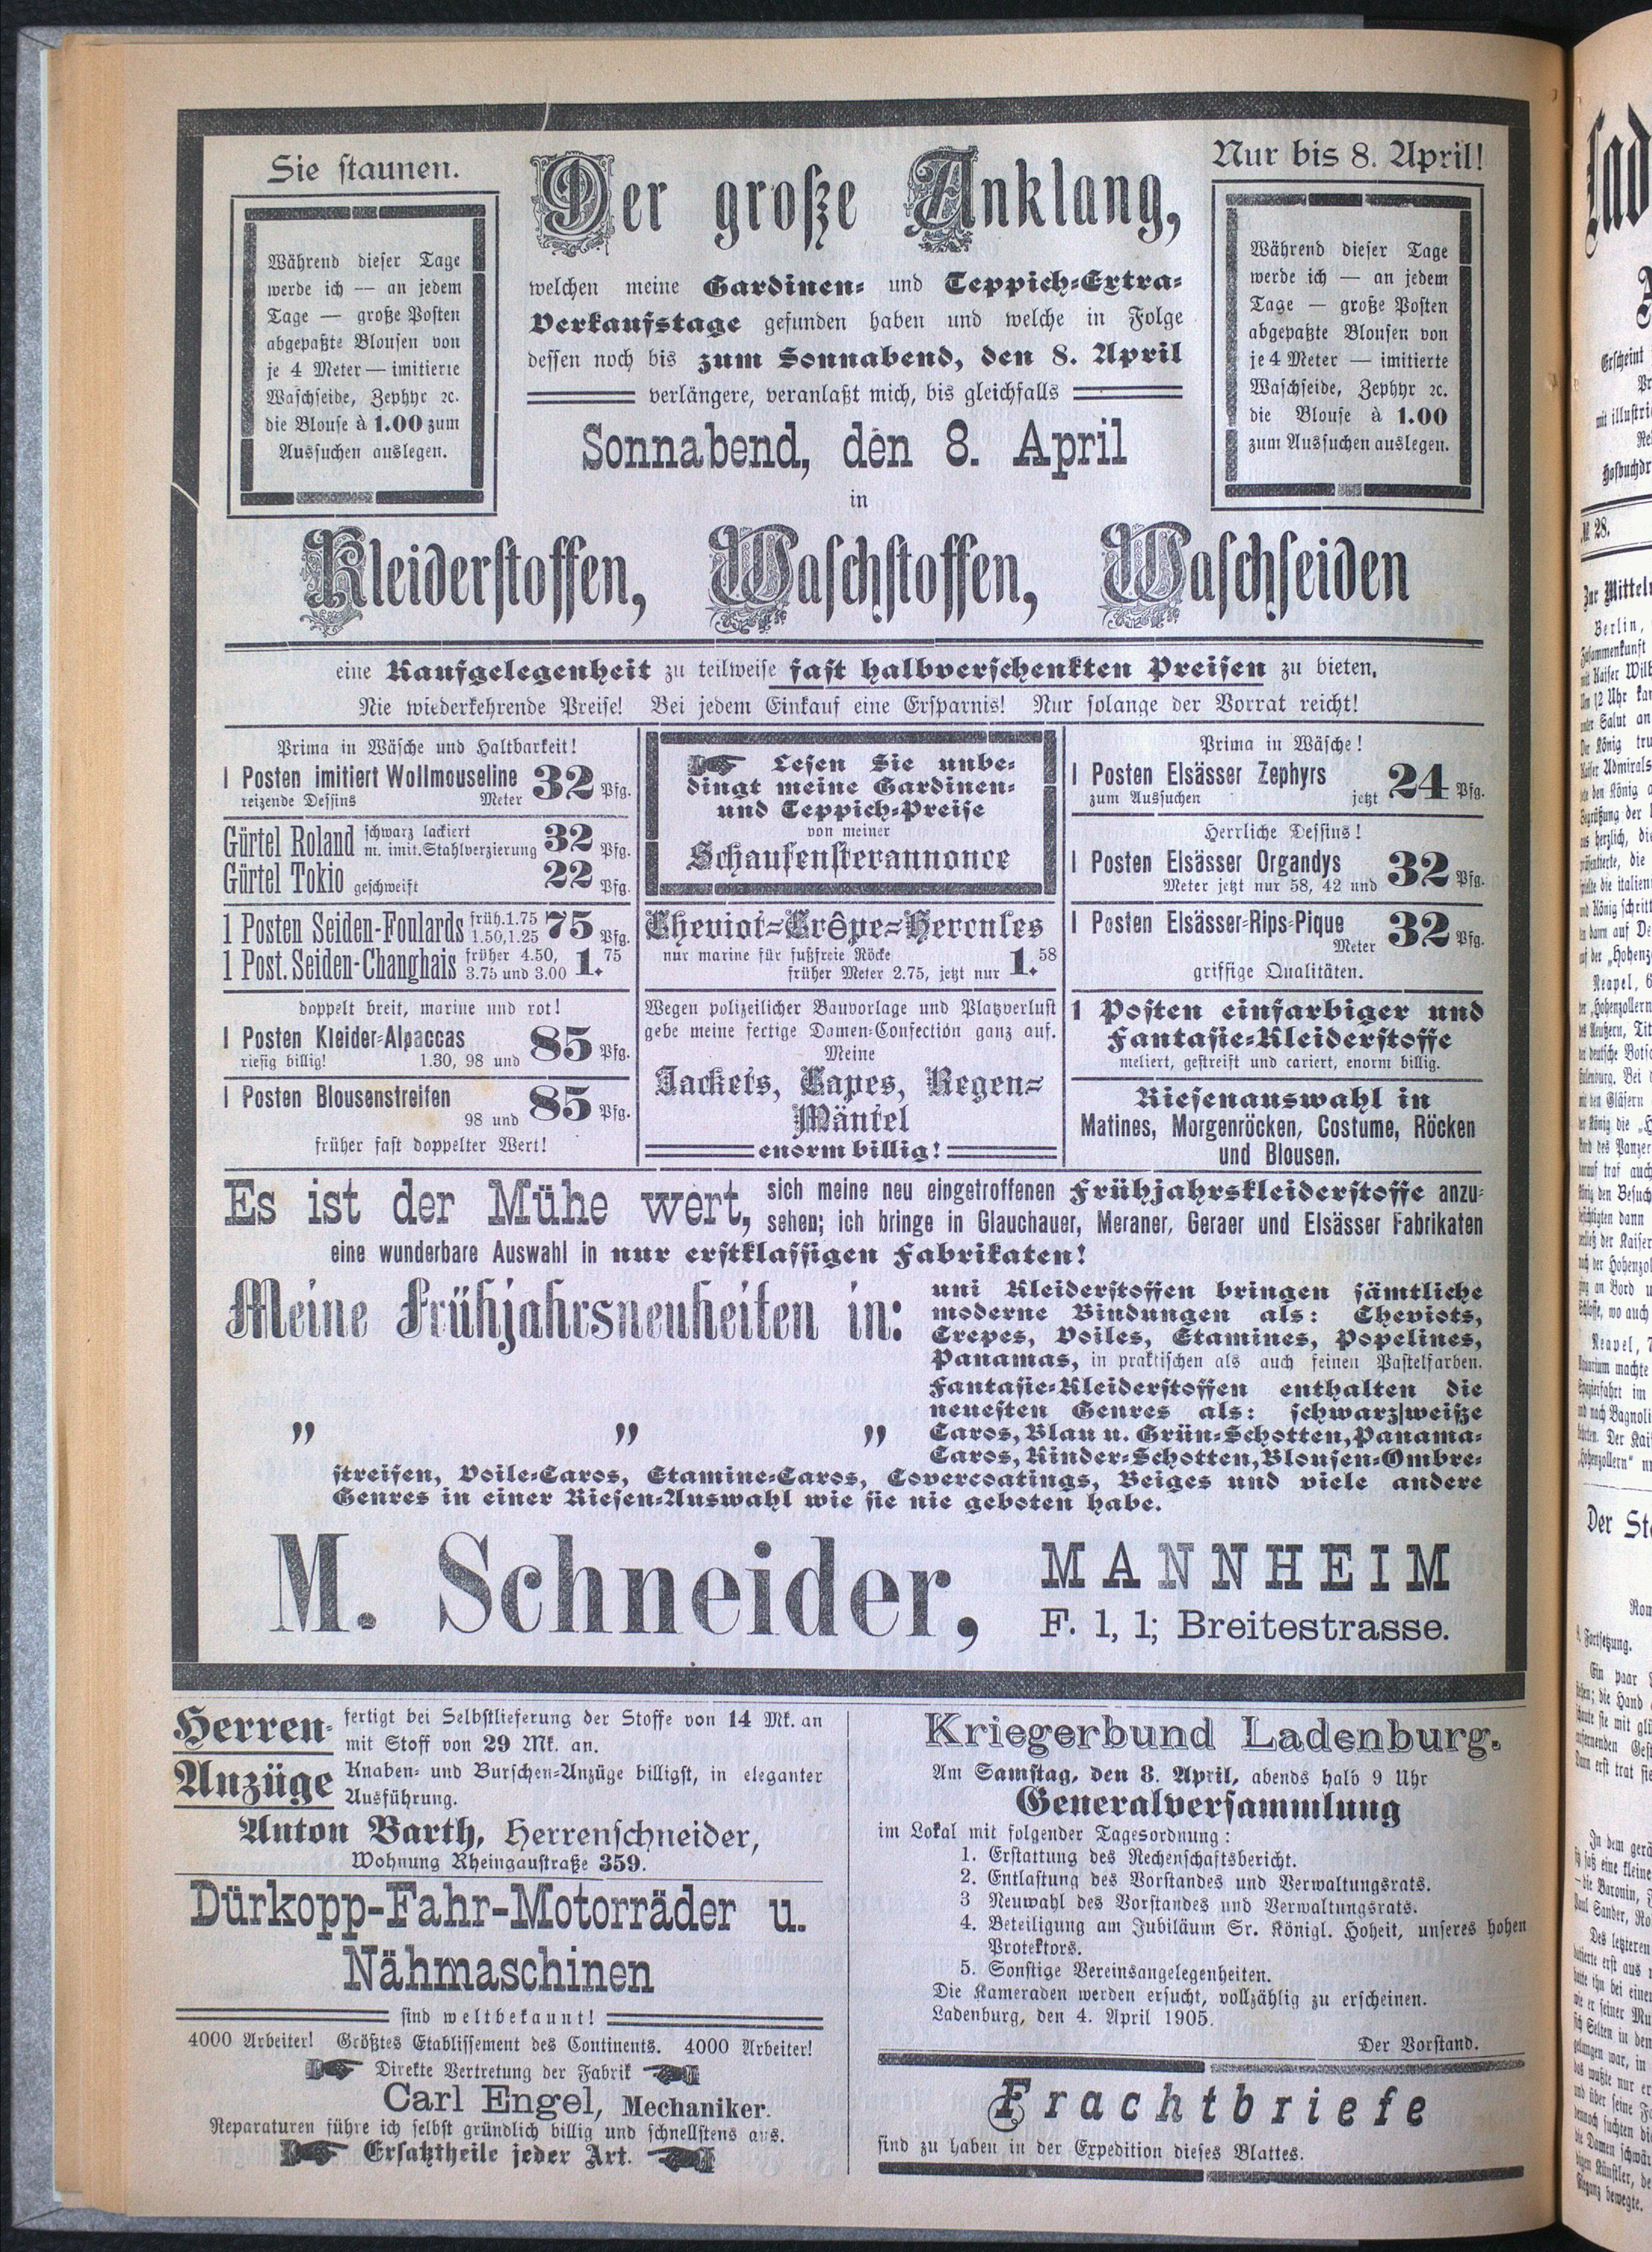 Sie staunen.
Während dieser Tage
werde ich — an jedem
Tage — große Posten
abgepaßte Blousen von
je 4 Meter — imitierte
Waschseide, Zephyr ꝛc.
die Blouse à 1.00 zum
Aussuchen auslegen.
Der große Anklang,
welchen meine Gardinen- und Teppich-Extra-
Verkaufstage gefunden haben und welche in Folge
dessen noch bis zum Sonnabend, den 8. April
verlängere, veranlaßt mich, bis gleichfalls
Sonnabend, den 8. April
in
Nur bis 8. April!
Während dieser Tage
werde ich — an jedem
Tage — große Posten
abgepaßte Blousen von
je 4 Meter — imitierte
Waschseide, Zephyr ꝛc.
die Blouse à 1.00
zum Aussuchen auslegen.
Kleiderstoffen, Waschstoffen, Waschseiden
eine Kaufgelegenheit zu teilweise fast halbverschenkten Preisen zu bieten.
Nie wiederkehrende Preise! Bei jedem Einkauf eine Ersparnis! Nur solange der Vorrat reicht!
Prima in Wäsche und Haltbarkeit!
1 Posten imitiert Wollmouseline 32 Pfg.
reizende Dessins Meter
Gürtel Roland schwarz lackiert
m. imit. Stahlverzierung 32 Pfg.
Gürtel Tokio geschweift 22 Pfg.
1 Posten Seiden-Foulards früh. 1.75
1.50, 1.25 75 Pfg.
1 Post. Seiden-Changhais früher 4.50,
3.75 und 3.00 1.75
doppelt breit, marine und rot!
1 Posten Kleider-Alpaccas
riesig billig! 1.30, 98 und 85 Pfg.
1 Posten Blousenstreifen
98 und 85 Pfg.
früher fast doppelter Wert!
Lesen Sie unbe-
dingt meine Gardinen-
und Teppich-Preise
von meiner
Schaufensterannonce
Cheviot-Crêpe-Hercules
nur marine für fußfreie Röcke
früher Meter 2.75, jetzt nur 1.58
Wegen polizeilicher Bauvorlage und Platzverlust
gebe meine fertige Damen-Confection ganz auf.
Meine
Jackets, Capes, Regen-
Mäntel
enorm billig!
Prima in Wäsche!
1 Posten Elsässer Zephyrs
zum Aussuchen jetzt 24 Pfg.
Herrliche Dessins!
1 Posten Elsässer Organdys
Meter jetzt nur 58, 42 und 32 Pfg.
1 Posten Elsässer-Rips-Pique
Meter 32 Pfg.
griffige Qualitäten.
1 Posten einfarbiger und
Fantasie-Kleiderstoffe
meliert, gestreift und cariert, enorm billig.
Riesenauswahl in
Matines, Morgenröcken, Costume, Röcken
und Blousen.
Es ist der Mühe wert, sich meine neu eingetroffenen Frühjahrskleiderstoffe anzu-
sehen; ich bringe in Glauchauer, Meraner, Geraer und Elsässer Fabrikaten
eine wunderbare Auswahl in nur erstklassigen Fabrikaten!
Meine Frühjahrsneuheiten in:
uni Kleiderstoffen bringen sämtliche
moderne Bindungen als: Cheviots,
Crepes, Voiles, Etamines, Popelines,
Panamas, in praktischen als auch feinen Pastelfarben.
Fantasie-Kleiderstoffen enthalten die
neuesten Genres als: schwarz|weiße
„ „ „ Caros, Blau u. Grün-Schotten, Panama-
Caros, Kinder-Schotten, Blousen-Ombre-
streifen, Voile-Caros, Etamine-Caros, Covercoatings, Beiges und viele andere
Genres in einer Riesen-Auswahl wie sie nie geboten habe.
M. Schneider, MANNHEIM
F. 1, 1; Breitestrasse.
Herren-
Anzüge
fertigt bei Selbstlieferung der Stoffe von 14 Mk. an
mit Stoff von 29 Mk. an.
Knaben- und Burschen-Anzüge billigst, in eleganter
Ausführung.
Anton Barth, Herrenschneider,
Wohnung Rheingaustraße 359.
Dürkopp-Fahr-Motorräder u.
Nähmaschinen
sind weltbekannt!
4000 Arbeiter! Größtes Etablissement des Continents. 4000 Arbeiter!
Direkte Vertretung der Fabrik
Carl Engel, Mechaniker.
Reparaturen führe ich selbst gründlich billig und schnellstens aus.
Ersatztheile jeder Art.
Kriegerbund Ladenburg.
Am Samstag, den 8. April, abends halb 9 Uhr
Generalversammlung
im Lokal mit folgender Tagesordnung:
1. Erstattung des Rechenschaftsbericht.
2. Entlastung des Vorstandes und Verwaltungsrats.
3 Neuwahl des Vorstandes und Verwaltungsrats.
4. Beteiligung am Jubiläum Sr. Königl. Hoheit, unseres hohen
Protektors.
5. Sonstige Vereinsangelegenheiten.
Die Kameraden werden ersucht, vollzählig zu erscheinen.
Ladenburg, den 4. April 1905.
Der Vorstand.
Frachtbriefe
sind zu haben in der Expedition dieses Blattes.